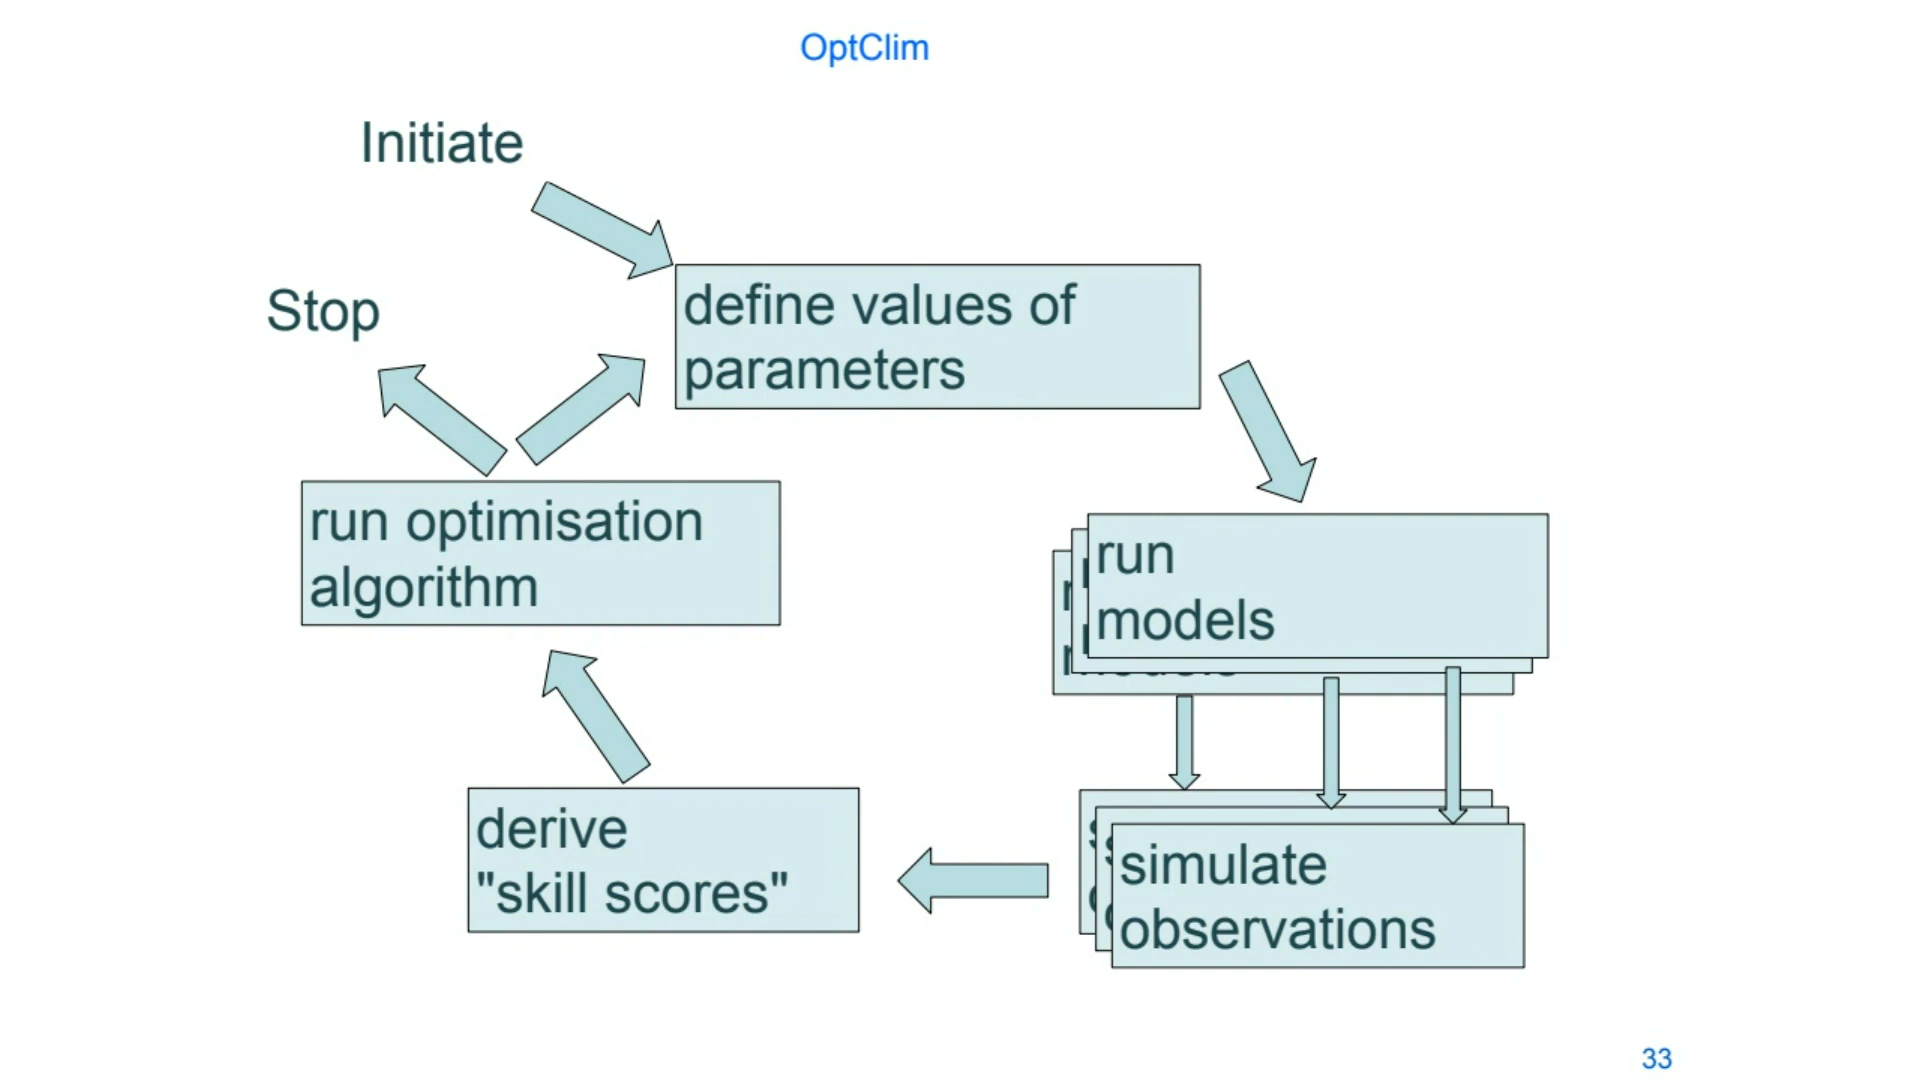 OptClim
Initiate
Stop
define values of
parameters
run optimisation
algorithm
run
models
derive
"skill scores"
simulate
observations
33